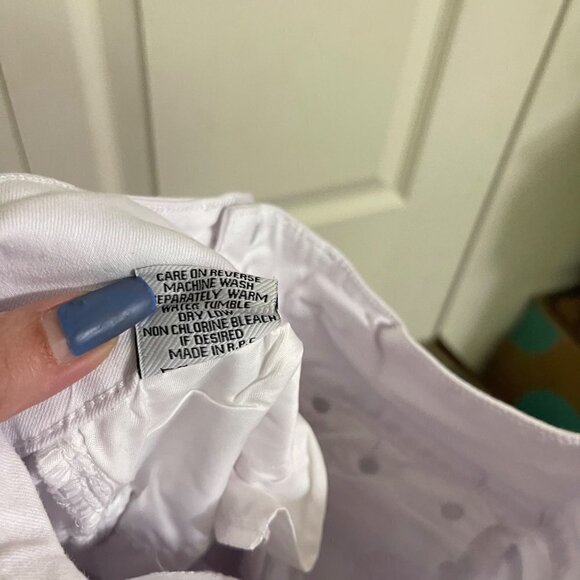 CARE ON REVERSE
MACHINE WASH
SEPARATELY WARM
WATER TUMBLE
DRY LOW
NON CHLORINE BLEACH
IF DESIRED
MADE IN R.P.C